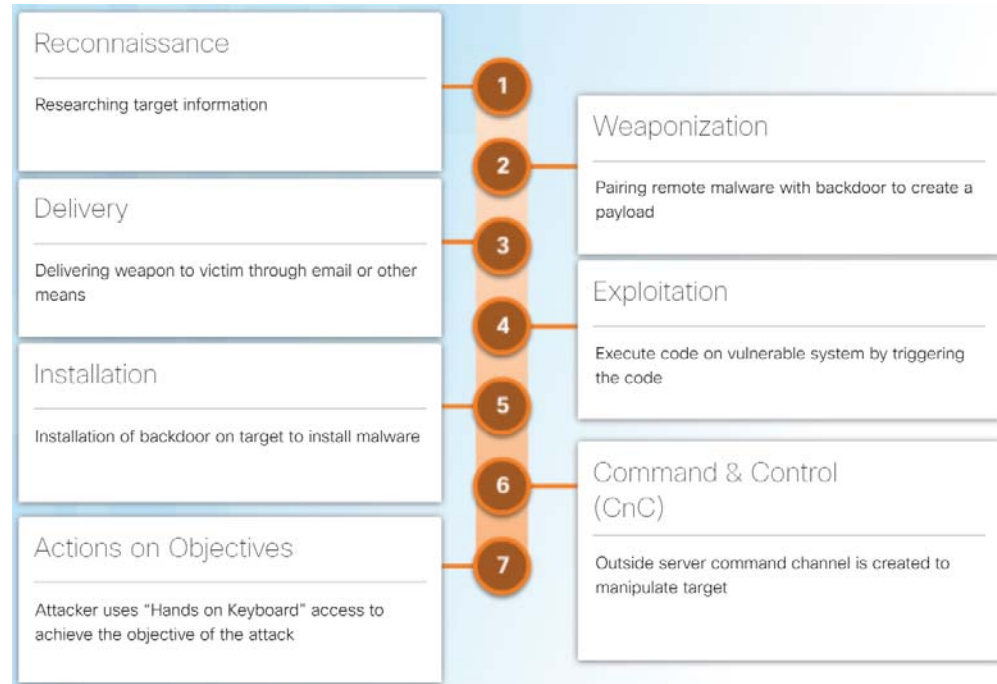 Reconnaissance
Researching target information
1
Weaponization
Pairing remote malware with backdoor to create a
payload
2
Delivery
Delivering weapon to victim through email or other
means
3
Exploitation
Execute code on vulnerable system by triggering
the code
4
Installation
Installation of backdoor on target to install malware
5
Command & Control
(CnC)
Outside server command channel is created to
manipulate target
6
Actions on Objectives
Attacker uses “Hands on Keyboard” access to
achieve the objective of the attack
7